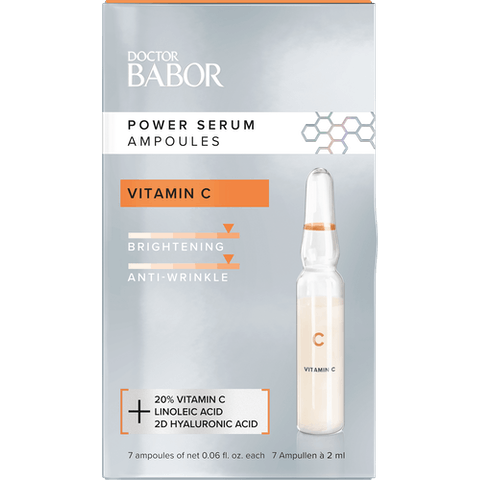 DOCTOR
BABOR
POWER SERUM
AMPOULES
VITAMIN C
BRIGHTENING
ANTI-WRINKLE
C
VITAMIN C
+
20% VITAMIN C
LINOLEIC ACID
2D HYALURONIC ACID
7 ampoules of net 0.06 fl. oz. each 7 Ampullen à 2 ml